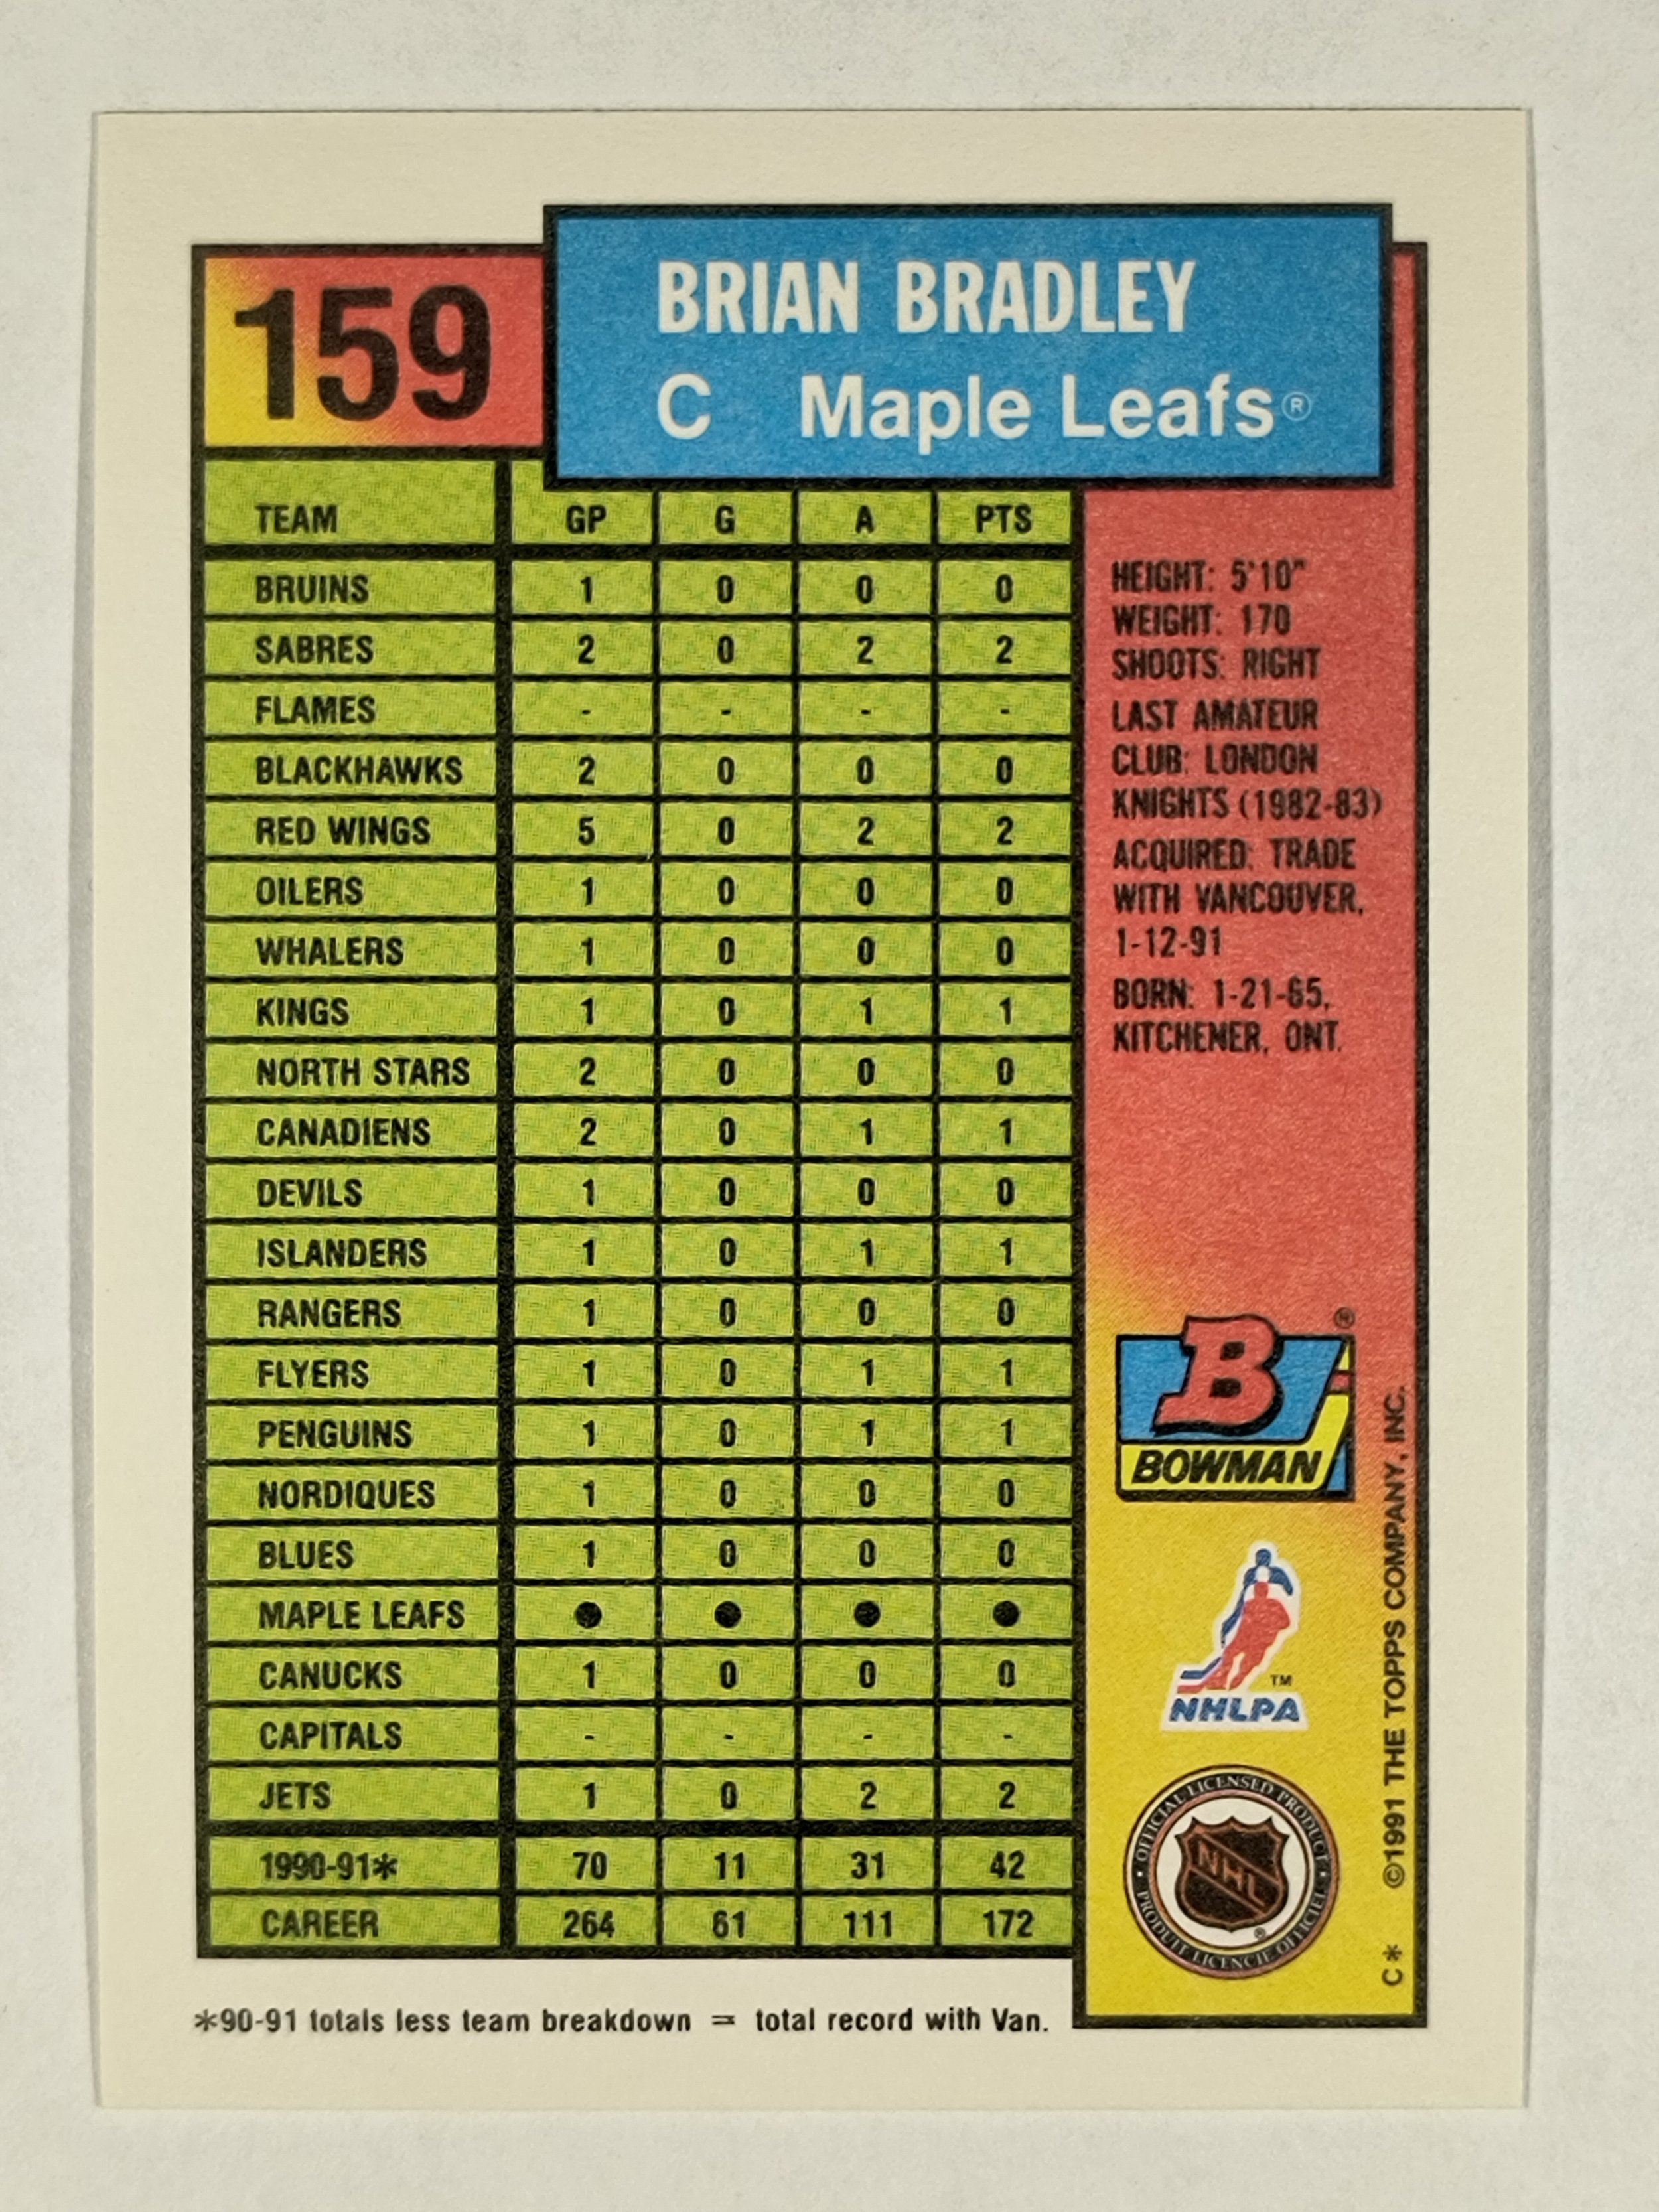 159
BRIAN BRADLEY
C Maple Leafs®
TEAM GP G A PTS
BRUINS 1 0 0 0
SABRES 2 0 2 2
FLAMES - - - -
BLACKHAWKS 2 0 0 0
RED WINGS 5 0 2 2
OILERS 1 0 0 0
WHALERS 1 0 0 0
KINGS 1 0 1 1
NORTH STARS 2 0 0 0
CANADIENS 2 0 1 1
DEVILS 1 0 0 0
ISLANDERS 1 0 1 1
RANGERS 1 0 0 0
FLYERS 1 0 1 1
PENGUINS 1 0 1 1
NORDIQUES 1 0 0 0
BLUES 1 0 0 0
MAPLE LEAFS ● ● ● ●
CANUCKS 1 0 0 0
CAPITALS - - - -
JETS 1 0 2 2
1990-91* 70 11 31 42
CAREER 264 61 111 172
*90-91 totals less team breakdown = total record with Van.
HEIGHT: 5'10"
WEIGHT: 170
SHOOTS: RIGHT
LAST AMATEUR
CLUB: LONDON
KNIGHTS (1982-83)
ACQUIRED: TRADE
WITH VANCOUVER,
1-12-91
BORN: 1-21-65,
KITCHENER, ONT.
B ®
BOWMAN
TM
NHLPA
• OFFICIAL LICENSED PRODUCT •
NHL ®
PRODUIT LICENCIE OFFICIEL
C* ©1991 THE TOPPS COMPANY, INC.